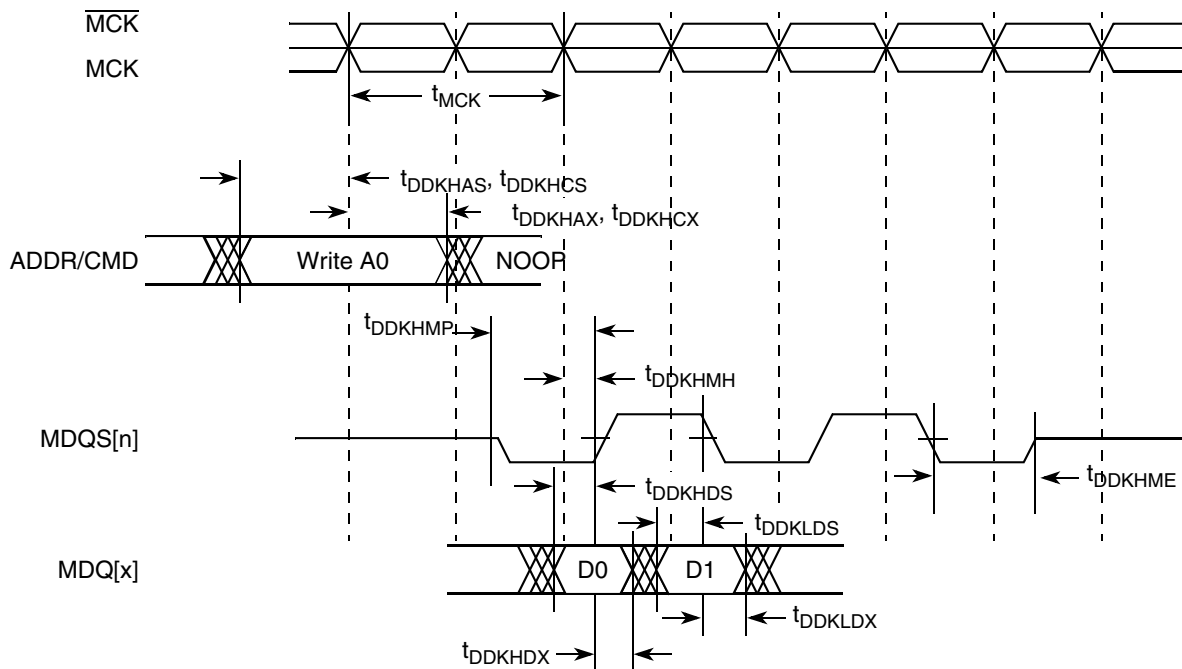 MCK
MCK
tMCK
tDDKHAS, tDDKHCS
tDDKHAX, tDDKHCX
ADDR/CMD
Write A0
NOOP
tDDKHMP
tDDKHMH
MDQS[n]
tDDKHME
tDDKHDS
tDDKLDS
MDQ[x]
D0
D1
tDDKLDX
tDDKHDX